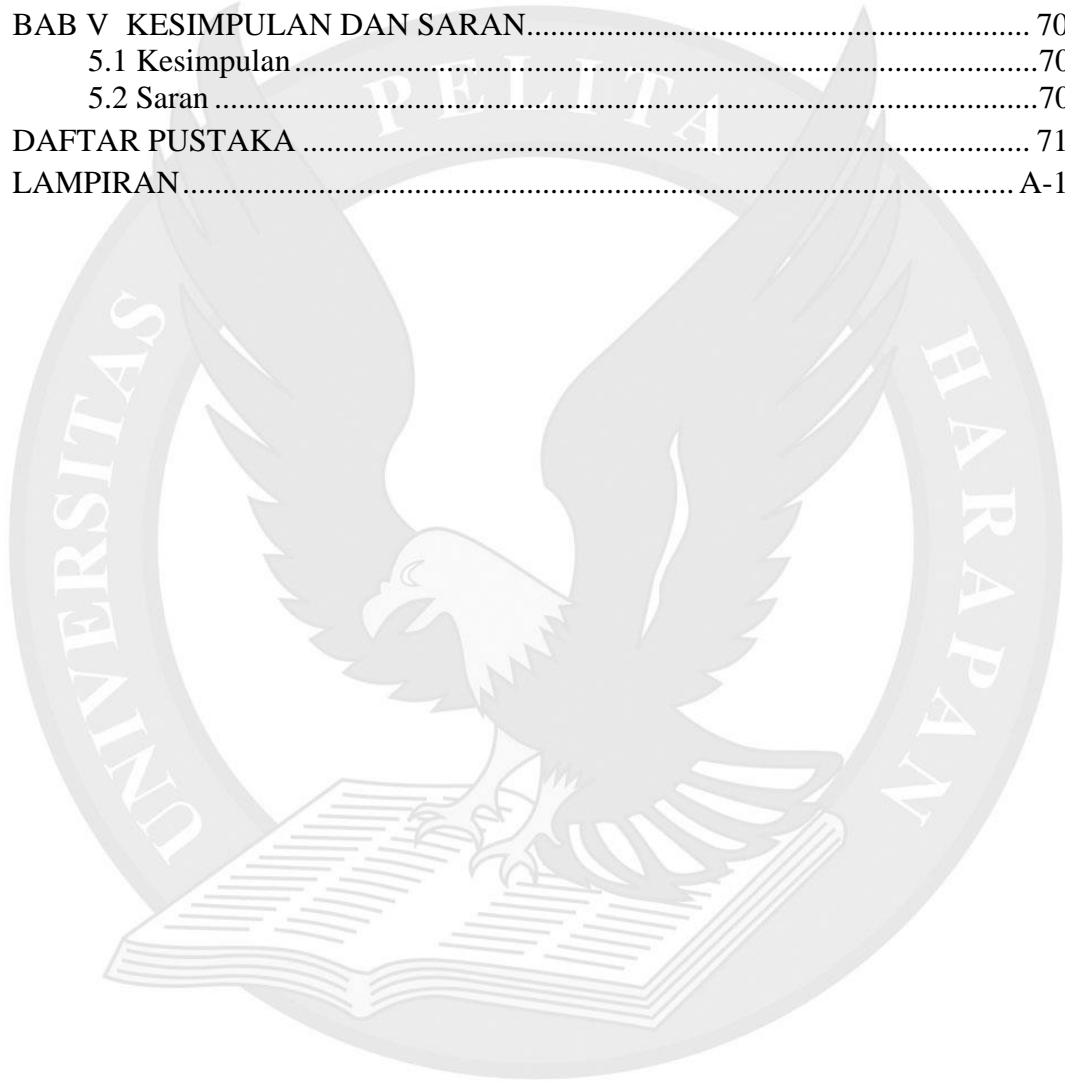 BAB V KESIMPULAN DAN SARAN.................................................................... 70
5.1 Kesimpulan..................................................................................................70
5.2 Saran ...........................................................................................................70
DAFTAR PUSTAKA ................................................................................................. 71
LAMPIRAN............................................................................................................... A-1
UNIVERSITAS PELITA HARAPAN